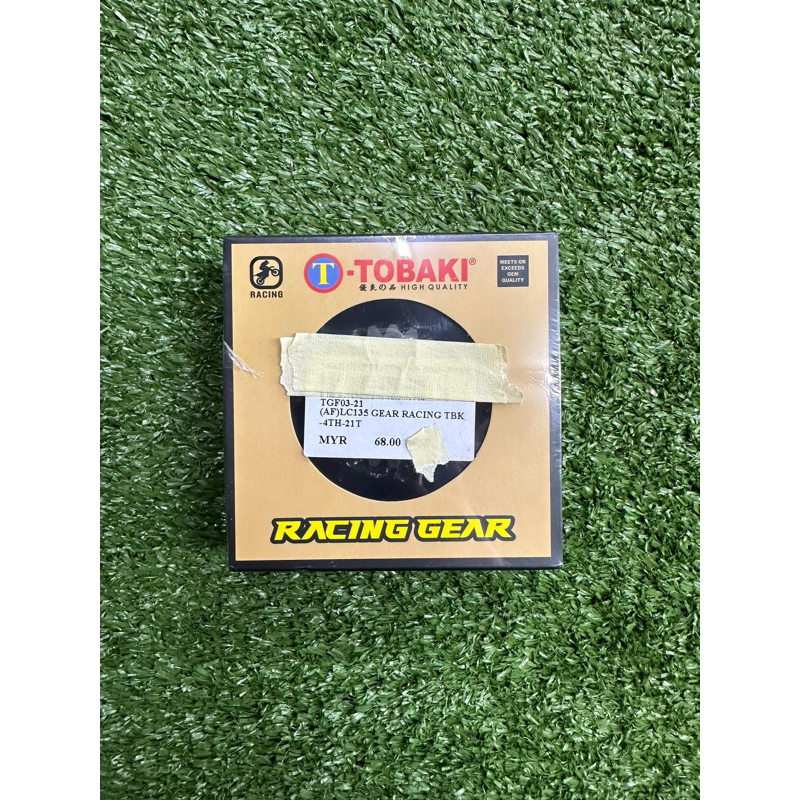 RACING
T-TOBAKI®
優良の品 HIGH QUALITY
MEETS OR
EXCEEDS
OEM
QUALITY
TGF03-21
(AF)LC135 GEAR RACING TBK
-4TH-21T
MYR 68.00
RACING GEAR